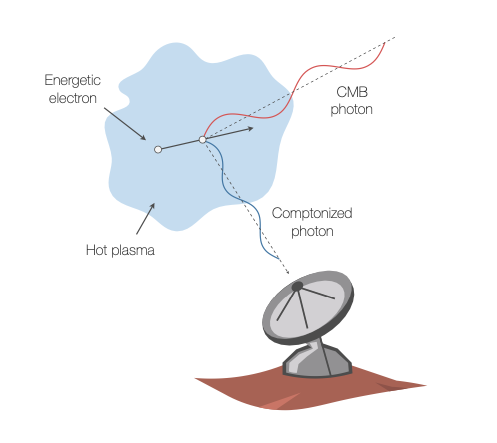 Energetic
electron
CMB
photon
Comptonized
photon
Hot plasma